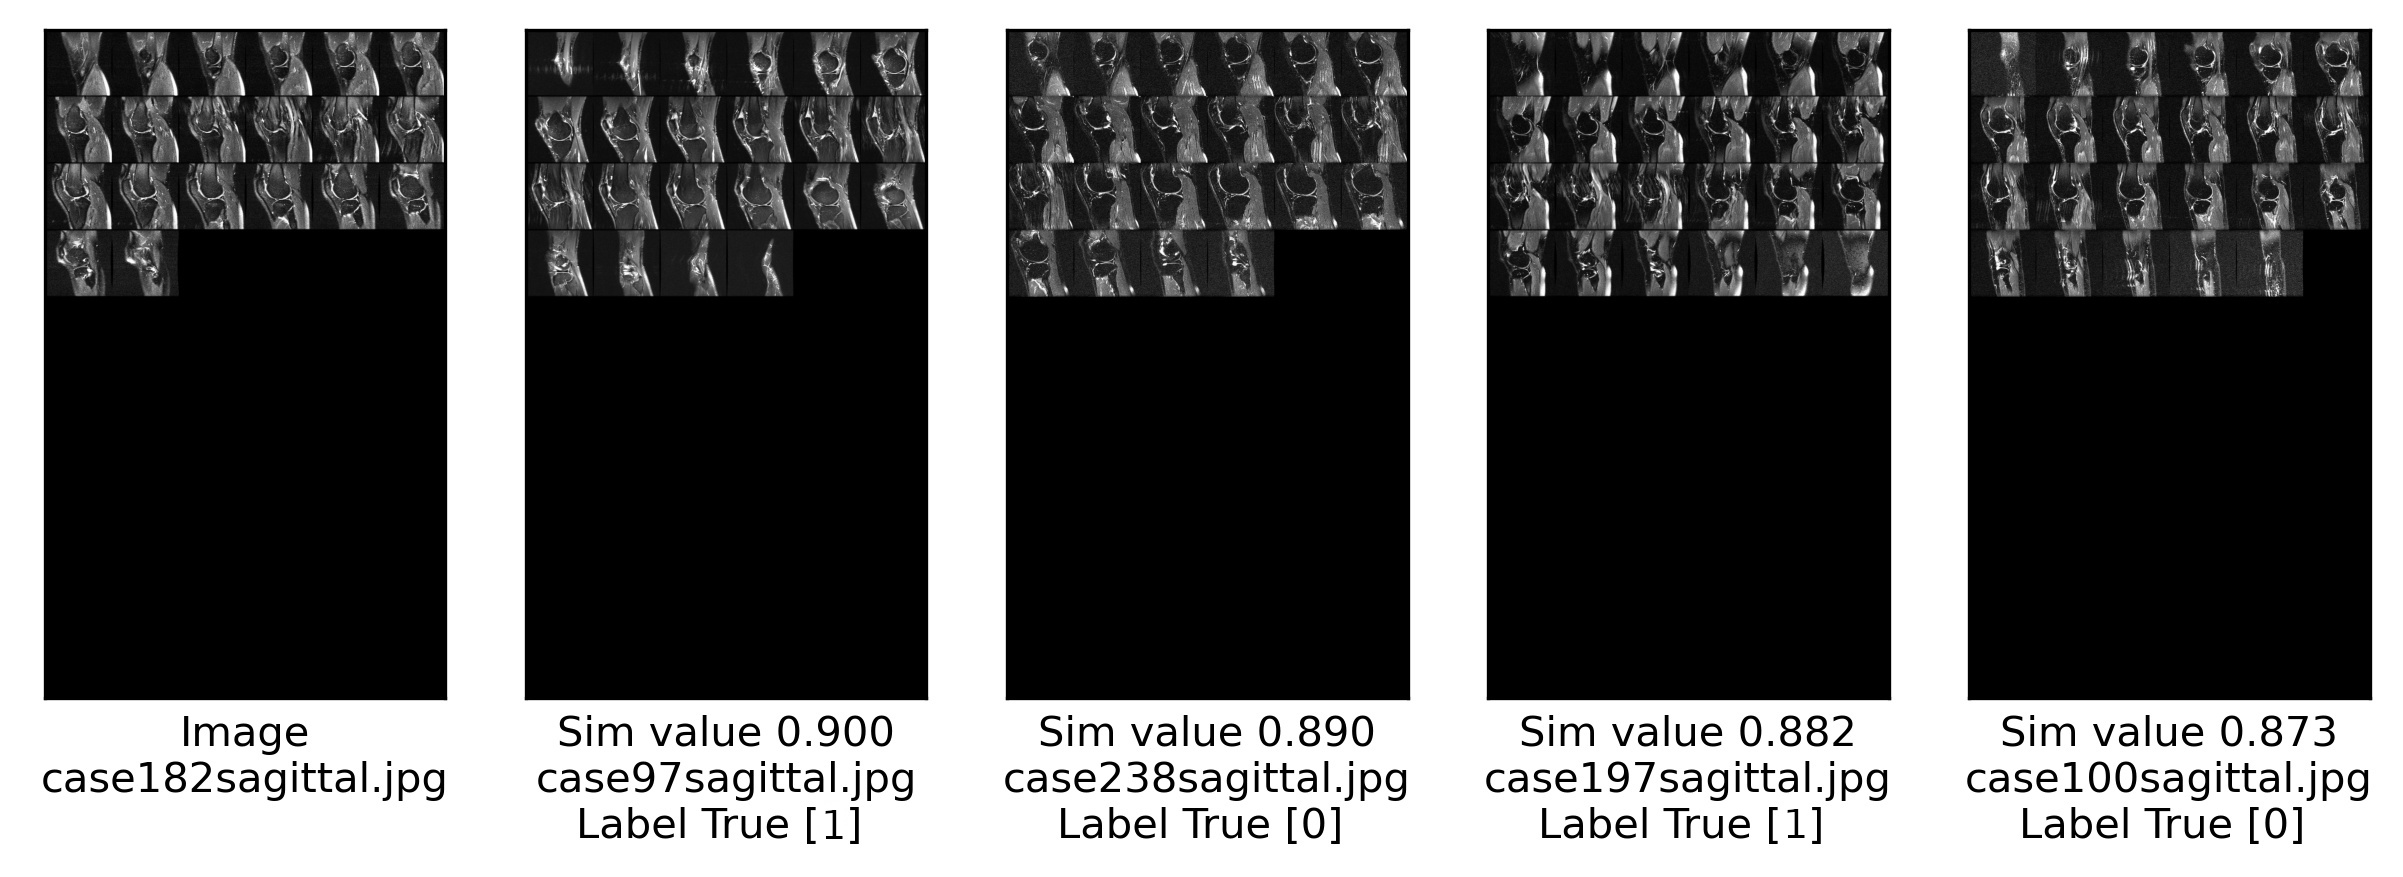 Image
case182sagittal.jpg
Sim value 0.900
case97sagittal.jpg
Label True [1]
Sim value 0.890
case238sagittal.jpg
Label True [0]
Sim value 0.882
case197sagittal.jpg
Label True [1]
Sim value 0.873
case100sagittal.jpg
Label True [0]